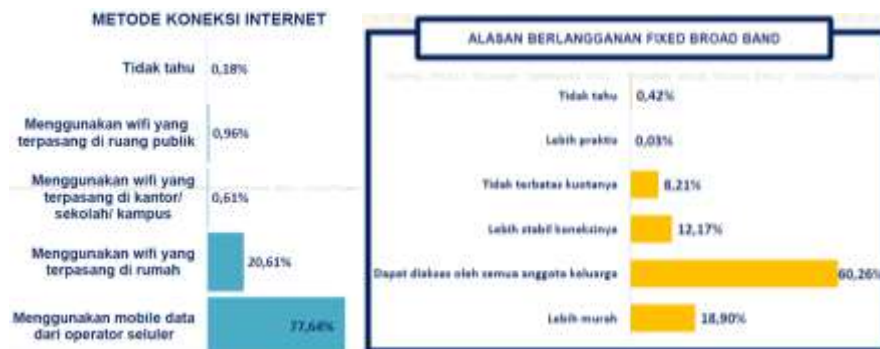 METODE KONEKSI INTERNET
Tidak tahu
0,18%
Menggunakan wifi yang
terpasang di ruang publik
0,96%
Menggunakan wifi yang
terpasang di kantor/
sekolah/ kampus
0,61%
Menggunakan wifi yang
terpasang di rumah
20,61%
Menggunakan mobile data
dari operator seluler
77,64%
ALASAN BERLANGGANAN FIXED BROAD BAND
Tidak tahu
0,42%
Lebih praktis
0,03%
Tidak terbatas kuotanya
8,21%
Lebih stabil koneksinya
12,17%
Dapat diakses oleh semua anggota keluarga
60,26%
Lebih murah
18,90%